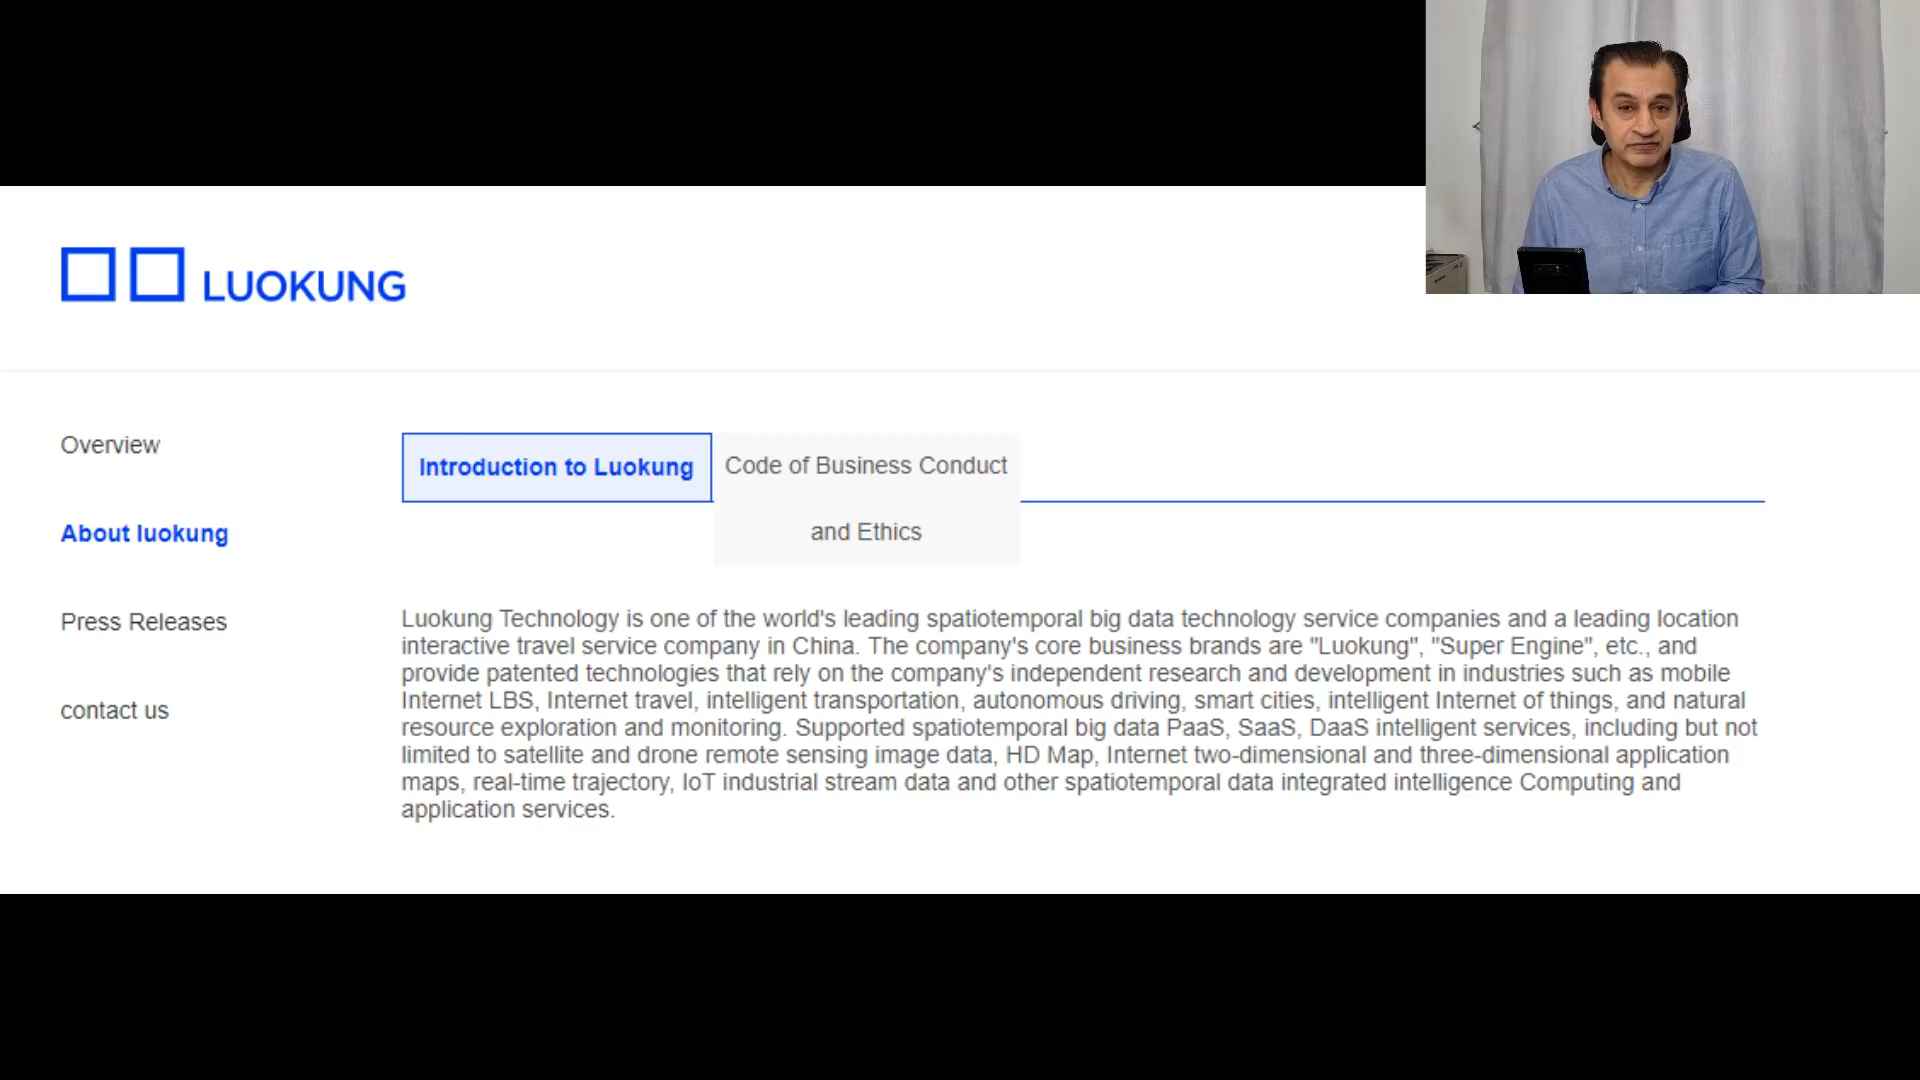 LUOKUNG
Overview
About luokung
Press Releases
contact us
Introduction to Luokung
Code of Business Conduct
and Ethics
Luokung Technology is one of the world's leading spatiotemporal big data technology service companies and a leading location
interactive travel service company in China. The company's core business brands are "Luokung", "Super Engine", etc., and
provide patented technologies that rely on the company's independent research and development in industries such as mobile
Internet LBS, Internet travel, intelligent transportation, autonomous driving, smart cities, intelligent Internet of things, and natural
resource exploration and monitoring. Supported spatiotemporal big data PaaS, SaaS, DaaS intelligent services, including but not
limited to satellite and drone remote sensing image data, HD Map, Internet two-dimensional and three-dimensional application
maps, real-time trajectory, IoT industrial stream data and other spatiotemporal data integrated intelligence Computing and
application services.